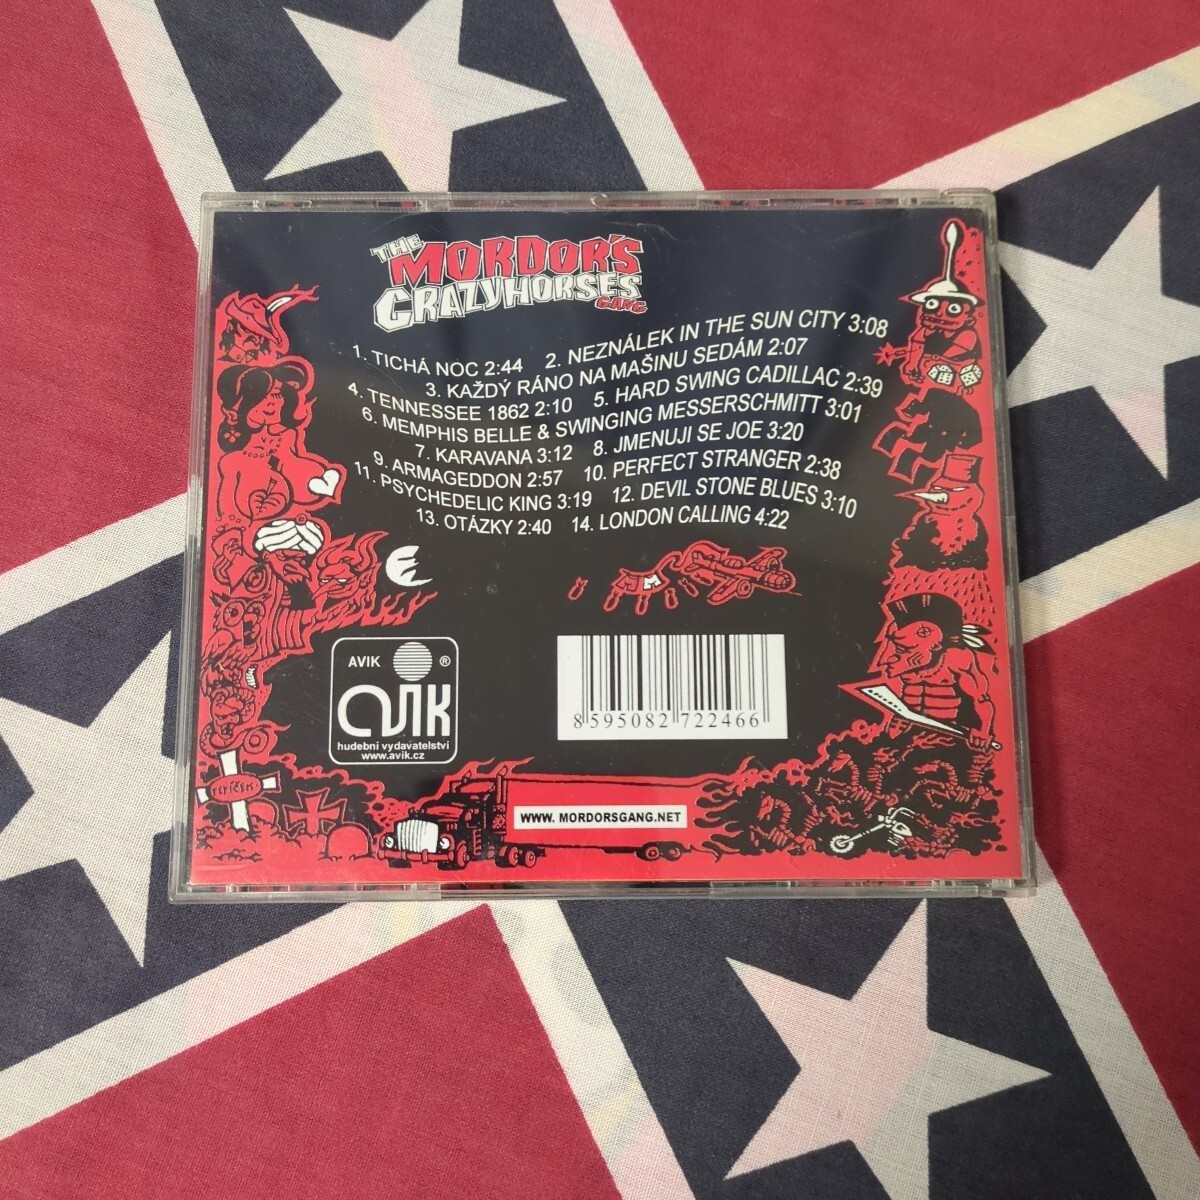 THE
MORDOR'S
CRAZYHORSES
GANG
1. TICHÁ NOC 2:44 2. NEZNÁLEK IN THE SUN CITY 3:08
3. KAŽDÝ RÁNO NA MAŠINU SEDÁM 2:07
4. TENNESSEE 1862 2:10 5. HARD SWING CADILLAC 2:39
6. MEMPHIS BELLE & SWINGING MESSERSCHMITT 3:01
7. KARAVANA 3:12 8. JMENUJI SE JOE 3:20
9. ARMAGEDDON 2:57 10. PERFECT STRANGER 2:38
11. PSYCHEDELIC KING 3:19 12. DEVIL STONE BLUES 3:10
13. OTÁZKY 2:40 14. LONDON CALLING 4:22
AVIK ®
avik
hudební vydavatelství
www.avik.cz
8 595082 722466
WWW. MORDORSGANG.NET